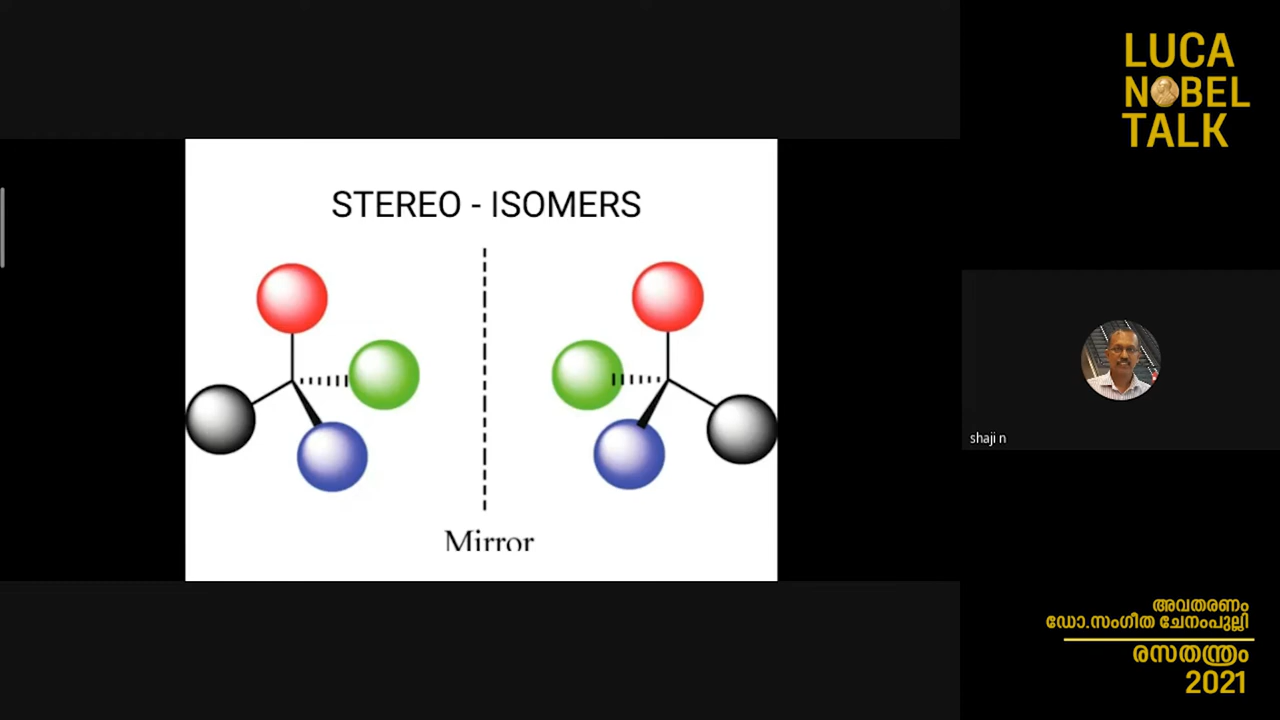 LUCA
NOBEL
TALK
STEREO - ISOMERS
Mirror
shaji n
അവതരണം
ഡോ.സംഗീത ചേനംപുല്ലി
രസതന്ത്രം
2021